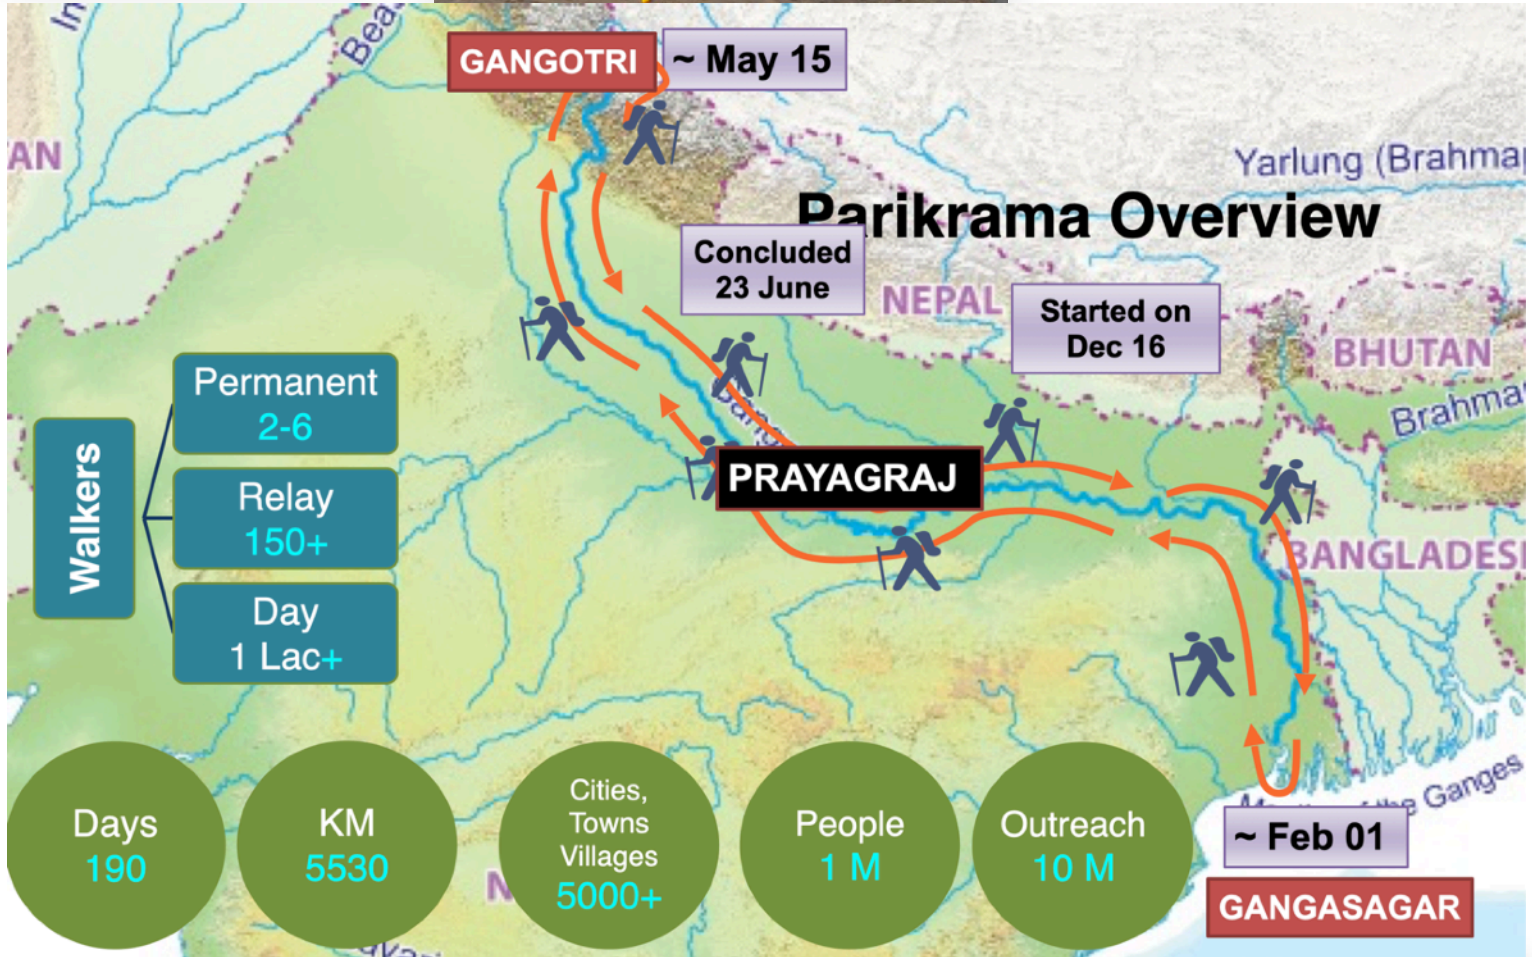 GANGOTRI
~ May 15
Parikrama Overview
Concluded
23 June
Started on
Dec 16
NEPAL
BHUTAN
BANGLADESI
Yarlung (Brahma
Brahma
PRAYAGRAJ
Walkers
Permanent
2-6
Relay
150+
Day
1 Lac+
Days
190
KM
5530
Cities,
Towns
Villages
5000+
People
1 M
Outreach
10 M
the Ganges
~ Feb 01
GANGASAGAR